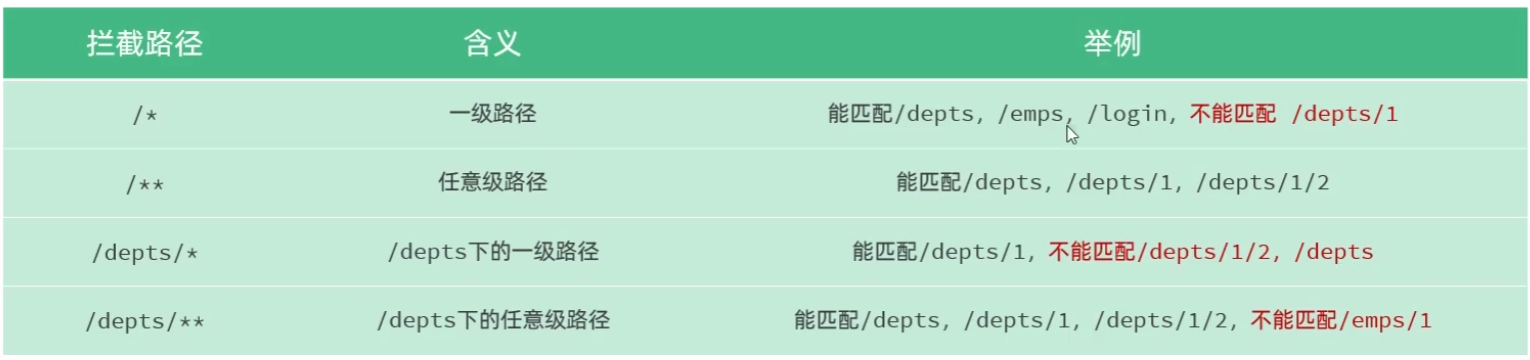 拦截路径 含义 举例
/* 一级路径 能匹配/depts, /emps, /login, 不能匹配 /depts/1
/** 任意级路径 能匹配/depts, /depts/1, /depts/1/2
/depts/* /depts下的一级路径 能匹配/depts/1, 不能匹配/depts/1/2, /depts
/depts/** /depts下的任意级路径 能匹配/depts, /depts/1, /depts/1/2, 不能匹配/emps/1